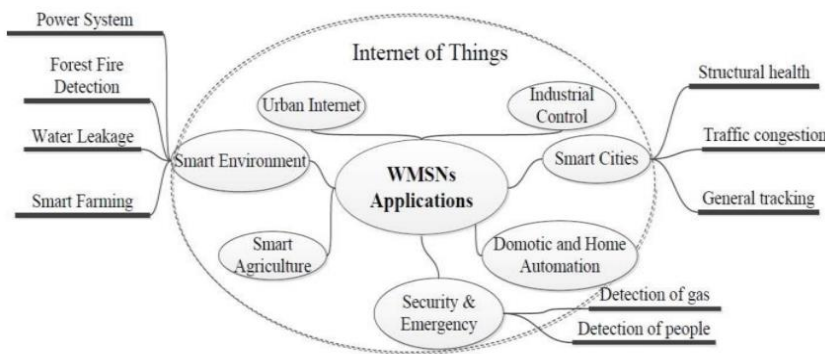 Power System
Forest Fire
Detection
Water Leakage
Smart Farming
Internet of Things
Urban Internet
Industrial
Control
Smart Environment
WMSNs
Applications
Smart Cities
Smart
Agriculture
Domotic and Home
Automation
Security &
Emergency
Structural health
Traffic congestion
General tracking
Detection of gas
Detection of people